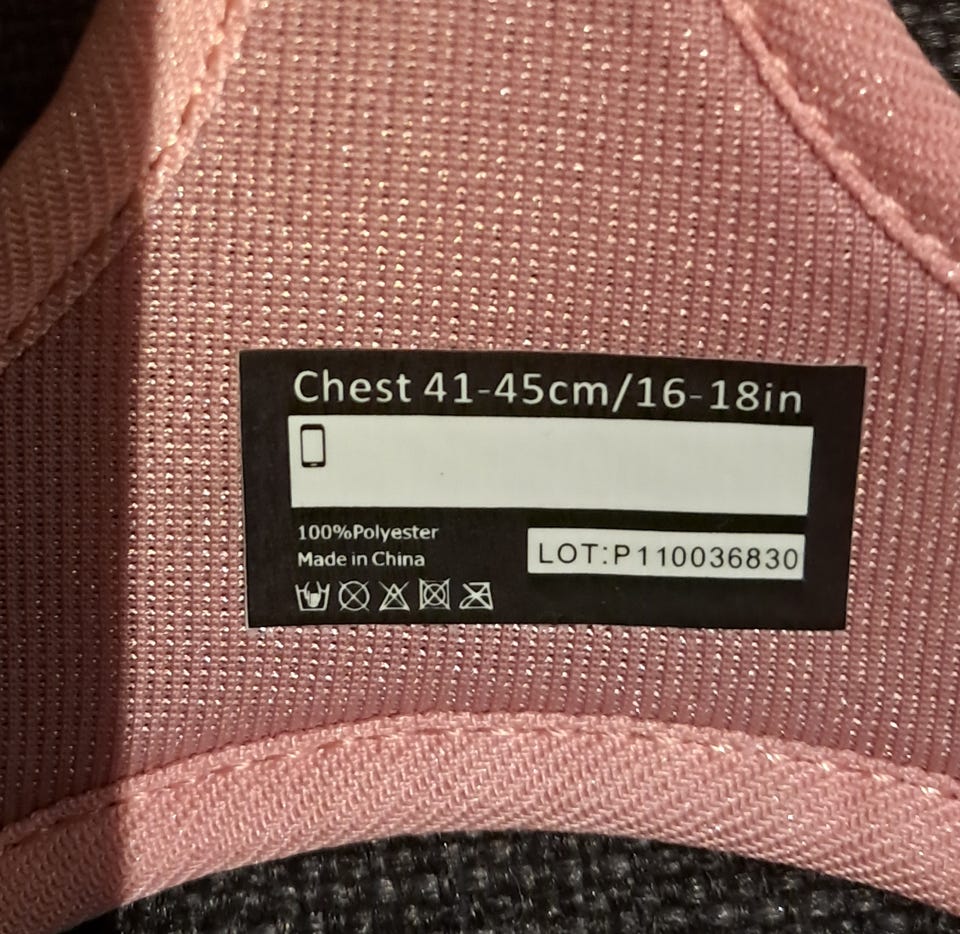 Chest 41-45cm/16-18in
100%Polyester
Made in China
LOT:P110036830